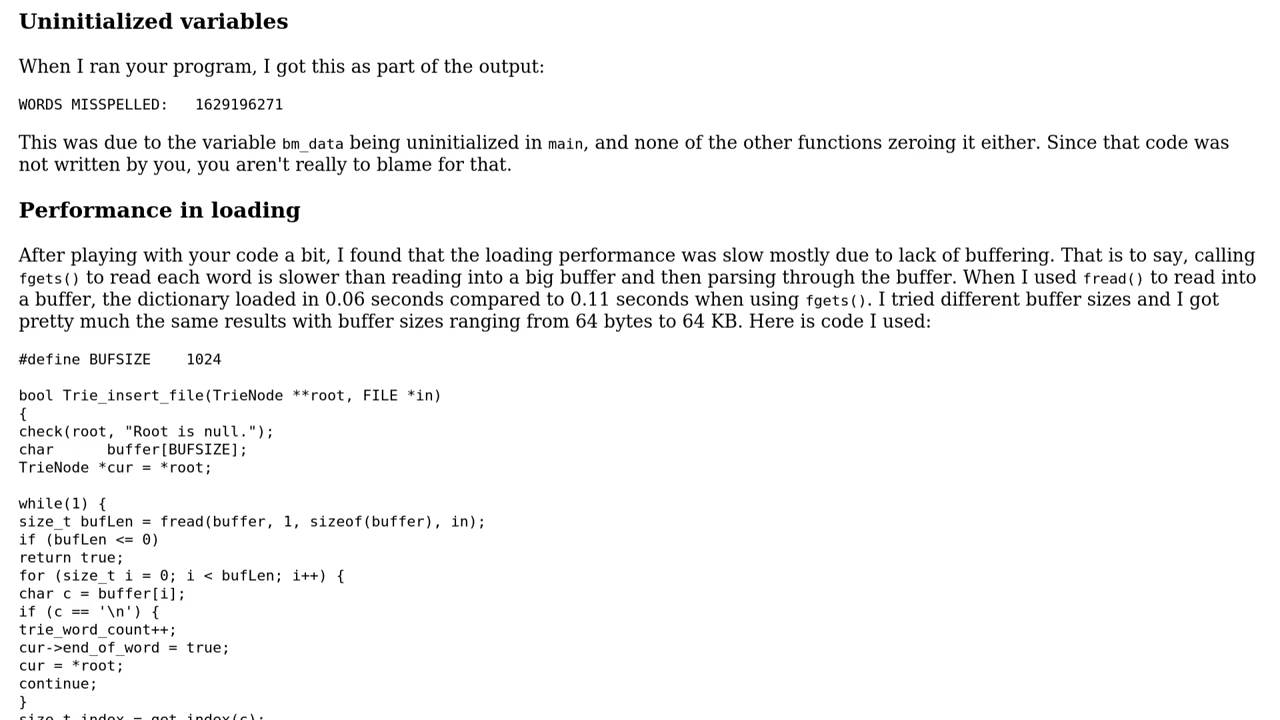 Uninitialized variables
When I ran your program, I got this as part of the output:
WORDS MISSPELLED:   1629196271
This was due to the variable bm_data being uninitialized in main, and none of the other functions zeroing it either. Since that code was
not written by you, you aren't really to blame for that.
Performance in loading
After playing with your code a bit, I found that the loading performance was slow mostly due to lack of buffering. That is to say, calling
fgets() to read each word is slower than reading into a big buffer and then parsing through the buffer. When I used fread() to read into
a buffer, the dictionary loaded in 0.06 seconds compared to 0.11 seconds when using fgets(). I tried different buffer sizes and I got
pretty much the same results with buffer sizes ranging from 64 bytes to 64 KB. Here is code I used:
#define BUFSIZE    1024
bool Trie_insert_file(TrieNode **root, FILE *in)
{
check(root, "Root is null.");
char      buffer[BUFSIZE];
TrieNode *cur = *root;
while(1) {
size_t bufLen = fread(buffer, 1, sizeof(buffer), in);
if (bufLen <= 0)
return true;
for (size_t i = 0; i < bufLen; i++) {
char c = buffer[i];
if (c == '\n') {
trie_word_count++;
cur->end_of_word = true;
cur = *root;
continue;
}
size_t index = get_index(c);